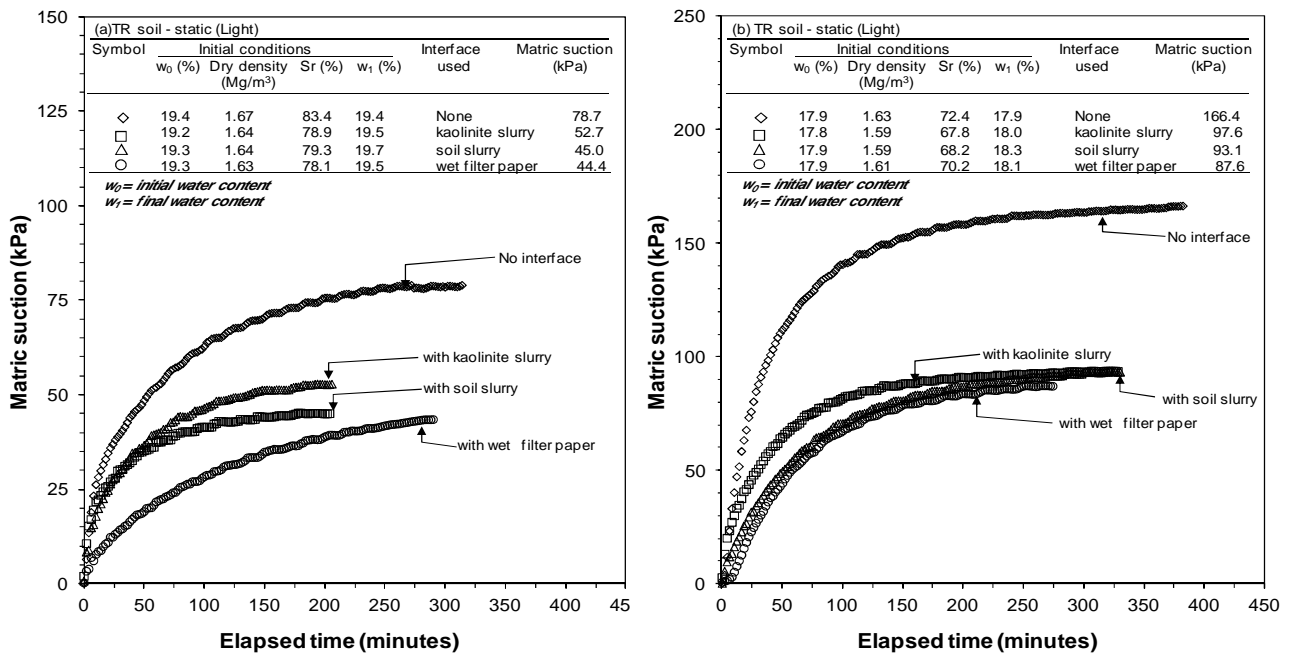 (a)TR soil - static (Light)
Symbol Initial conditions Interface used Matric suction (kPa)
w0 (%) Dry density (Mg/m³) Sr (%) w1 (%)
19.4 1.67 83.4 19.4 None 78.7
19.2 1.64 78.9 19.5 kaolinite slurry 52.7
19.3 1.64 79.3 19.7 soil slurry 45.0
19.3 1.63 78.1 19.5 wet filter paper 44.4
w0= initial water content
w1= final water content
No interface
with kaolinite slurry
with soil slurry
with wet filter paper
Matric suction (kPa)
150
125
100
75
50
25
0
0 50 100 150 200 250 300 350 400 45
Elapsed time (minutes)
(b) TR soil - static (Light)
Symbol Initial conditions Interface used Matric suction (kPa)
w0 (%) Dry density (Mg/m³) Sr (%) w1 (%)
17.9 1.63 72.4 17.9 None 166.4
17.8 1.59 67.8 18.0 kaolinite slurry 97.6
17.9 1.59 68.2 18.3 soil slurry 93.1
17.9 1.61 70.2 18.1 wet filter paper 87.6
w0= initial water content
w1= final water content
No interface
with kaolinite slurry
with soil slurry
with wet filter paper
Matric suction (kPa)
250
200
150
100
50
0
0 50 100 150 200 250 300 350 400 450
Elapsed time (minutes)